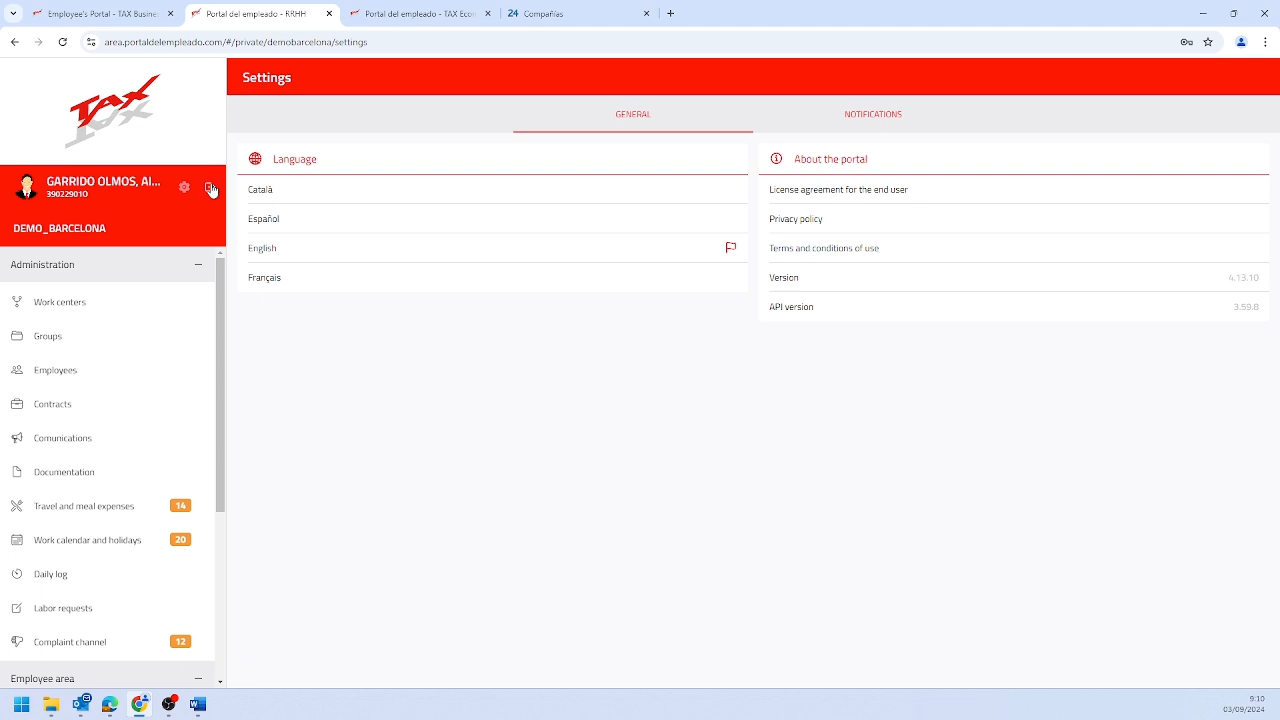 Employee's Portal - TAX Busines
Portal del empleado - RRHH
Portal del empleado - TAX Econ
24 Compañías
area.portaldelempleado.com/#/private/demobarcelona/settings
TAX
GARRIDO OLMOS, AI...
39022901O
DEMO_BARCELONA
Administration
Work centers
Groups
Employees
Contracts
Comunications
Documentation
Travel and meal expenses 14
Work calendar and holidays 20
Daily log
Labor requests
Complaint channel 12
Employee area
Settings
GENERAL
NOTIFICATIONS
Language
Català
Español
English
Français
About the portal
License agreement for the end user
Privacy policy
Terms and conditions of use
Version 4.13.10
API version 3.59.8
9:10
03/09/2024